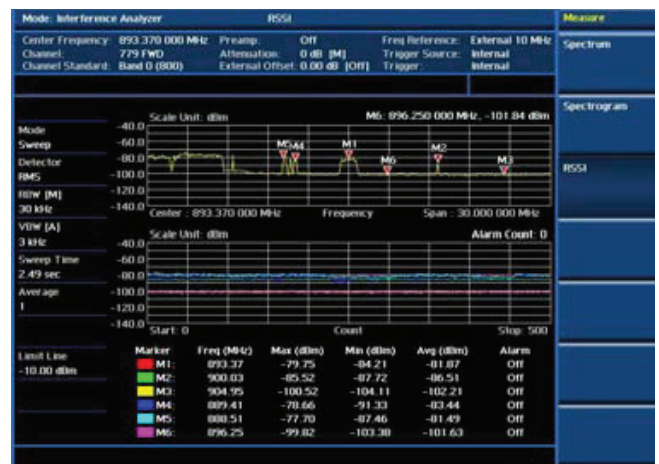 Mode: Interference Analyzer RSSI Measure
Center Frequency: 893.370 000 MHz Preamp: Off Freq Reference: External 10 MHz
Channel: 779 FWD Attenuation: 0 dB [M] Trigger Source: Internal
Channel Standard: Band 0 (800) External Offset: 0.00 dB [Off] Trigger: Internal
Spectrum
Spectrogram
RSSI
Mode
Sweep
Detector
RMS
RBW [M]
30 kHz
VBW [A]
3 kHz
Sweep Time
2.49 sec
Average
1
Limit Line
-10.00 dBm
Scale Unit: dBm M6: 896.250 000 MHz, -101.84 dBm
-40.0
-60.0
-80.0
-100.0
-140.0
M5 M4 M1 M6 M2 M3
Center : 893.370 000 MHz Frequency Span : 30.000 000 MHz
Scale Unit: dBm Alarm Count: 0
-40.0
-60.0
-80.0
-100.0
-140.0
Start: 0 Count Stop: 500
Marker Freq (MHz) Max (dBm) Min (dBm) Avg (dBm) Alarm
M1: 893.37 -79.75 -84.21 -81.87 Off
M2: 900.03 -85.52 -87.72 -86.51 Off
M3: 904.95 -100.52 -104.11 -102.21 Off
M4: 889.41 -78.66 -91.33 -83.44 Off
M5: 888.51 -77.70 -87.46 -81.49 Off
M6: 896.25 -99.82 -103.38 -101.63 Off